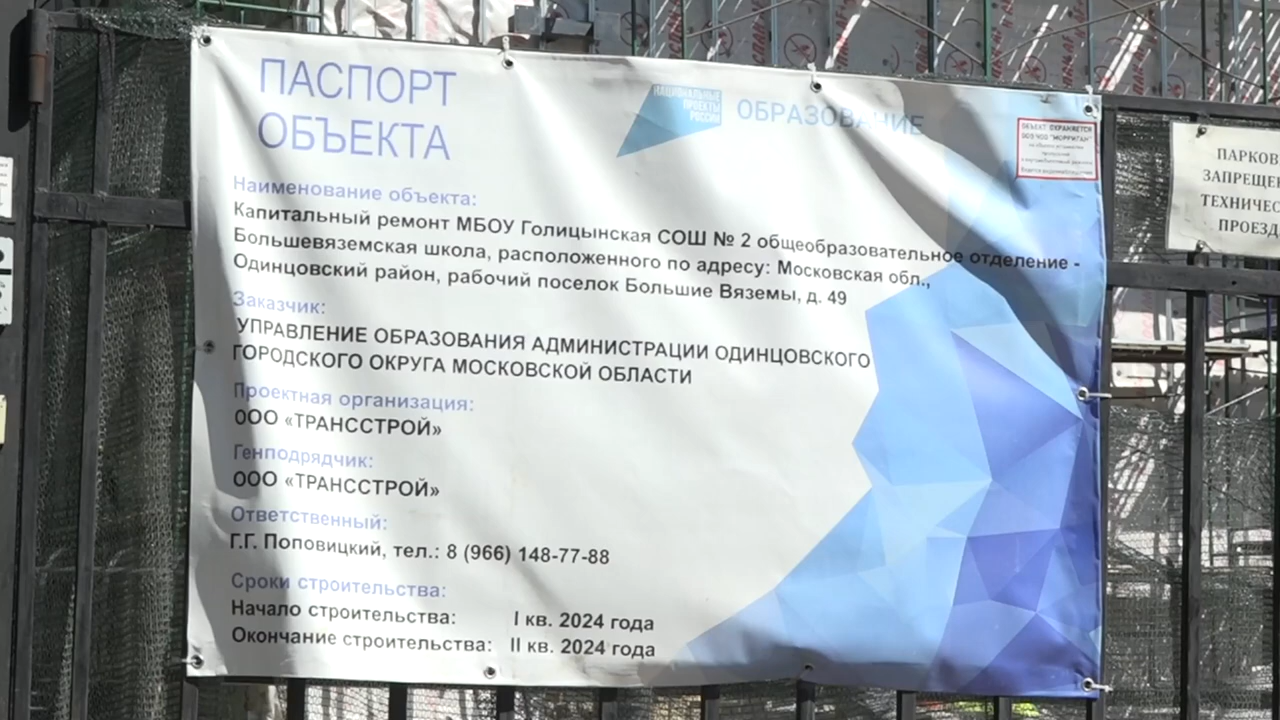 ПАСПОРТ
ОБЪЕКТА
НАЦИОНАЛЬНЫЕ
ПРОЕКТЫ
РОССИИ
ОБРАЗОВАНИЕ
ОБЪЕКТ ОХРАНЯЕТСЯ
ООО ЧОО "МОРРИГАН"
Наименование объекта:
Капитальный ремонт МБОУ Голицынская СОШ № 2 общеобразовательное отделение -
Большевяземская школа, расположенного по адресу: Московская обл.,
Одинцовский район, рабочий поселок Большие Вяземы, д. 49
Заказчик:
УПРАВЛЕНИЕ ОБРАЗОВАНИЯ АДМИНИСТРАЦИИ ОДИНЦОВСКОГО
ГОРОДСКОГО ОКРУГА МОСКОВСКОЙ ОБЛАСТИ
Проектная организация:
ООО «ТРАНССТРОЙ»
Генподрядчик:
ООО «ТРАНССТРОЙ»
Ответственный:
Г.Г. Поповицкий, тел.: 8 (966) 148-77-88
Сроки строительства:
Начало строительства: I кв. 2024 года
Окончание строительства: II кв. 2024 года
ПАРКОВ
ЗАПРЕЩЕ
ТЕХНИЧЕС
ПРОЕЗД